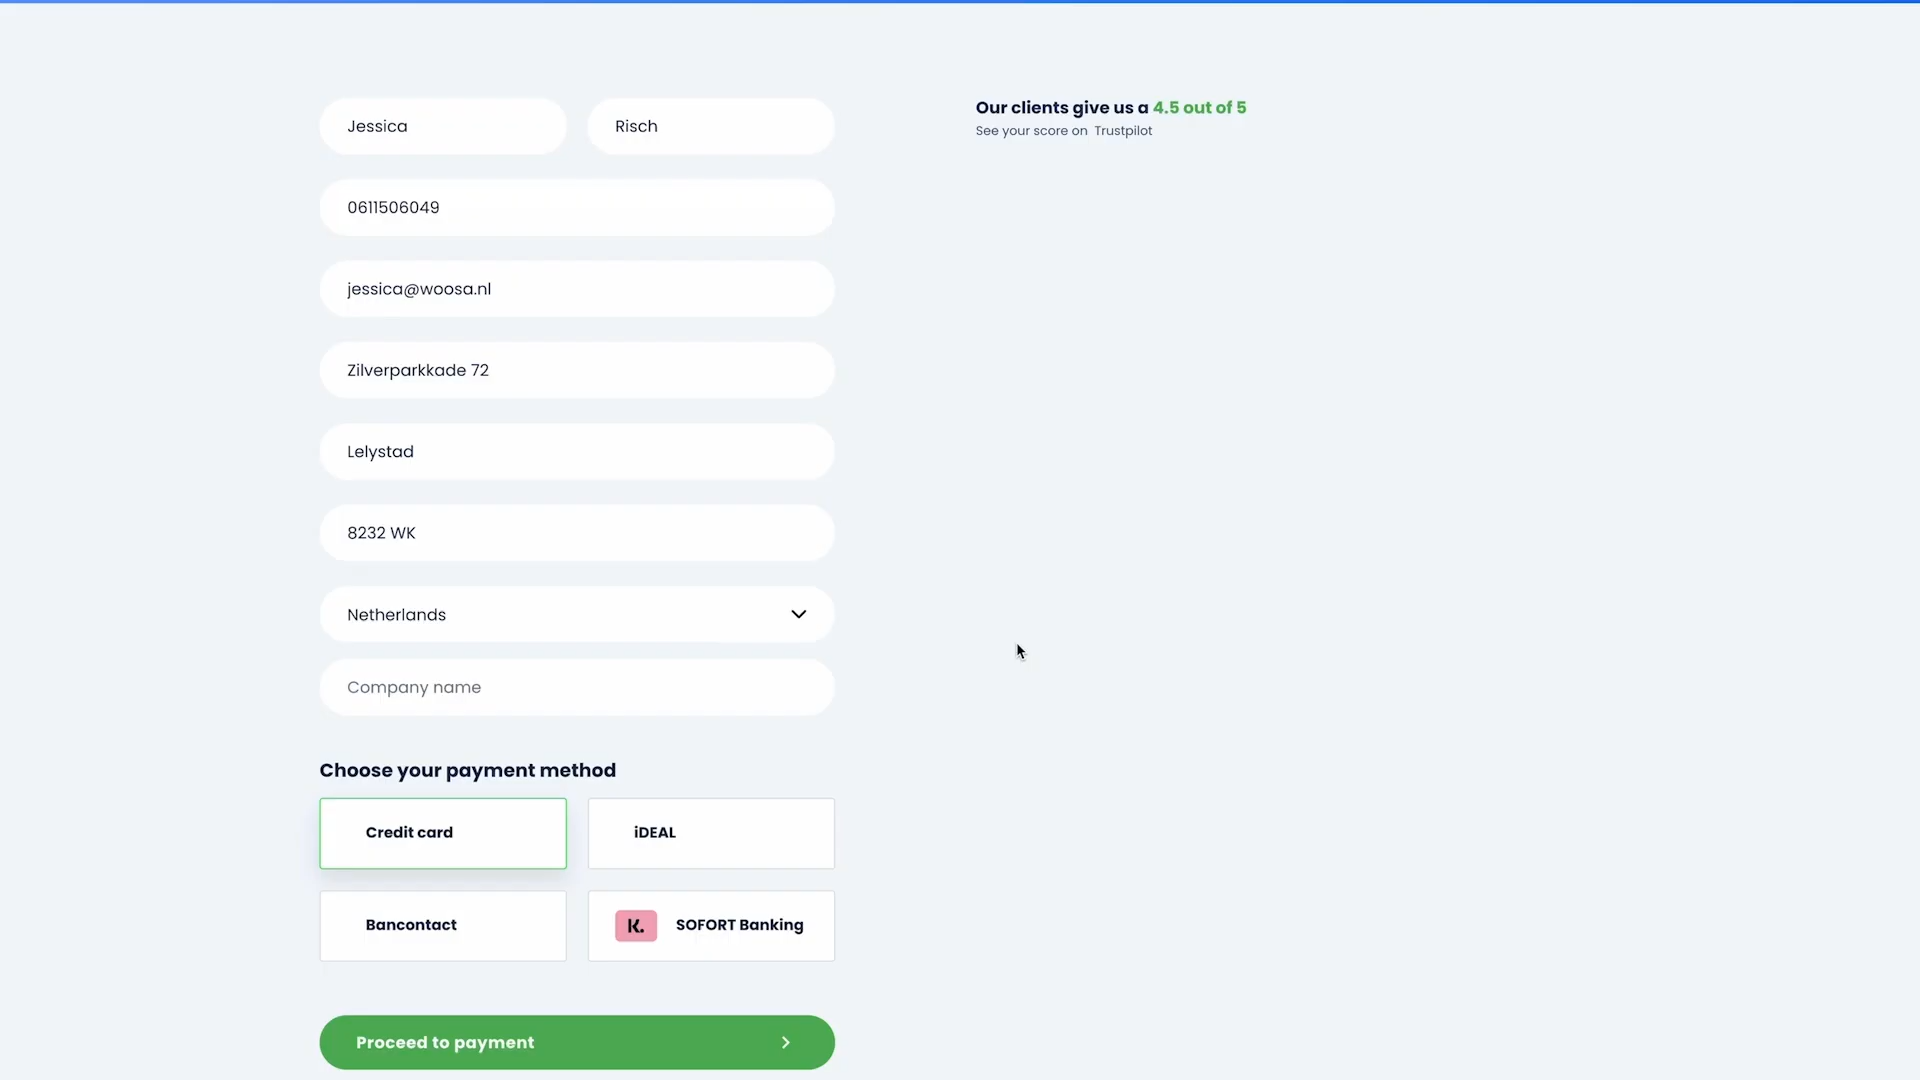 Jessica
Risch
0611506049
jessica@woosa.nl
Zilverparkkade 72
Lelystad
8232 WK
Netherlands
Company name
Choose your payment method
Credit card
iDEAL
Bancontact
K. SOFORT Banking
Proceed to payment
Our clients give us a 4.5 out of 5
See your score on Trustpilot